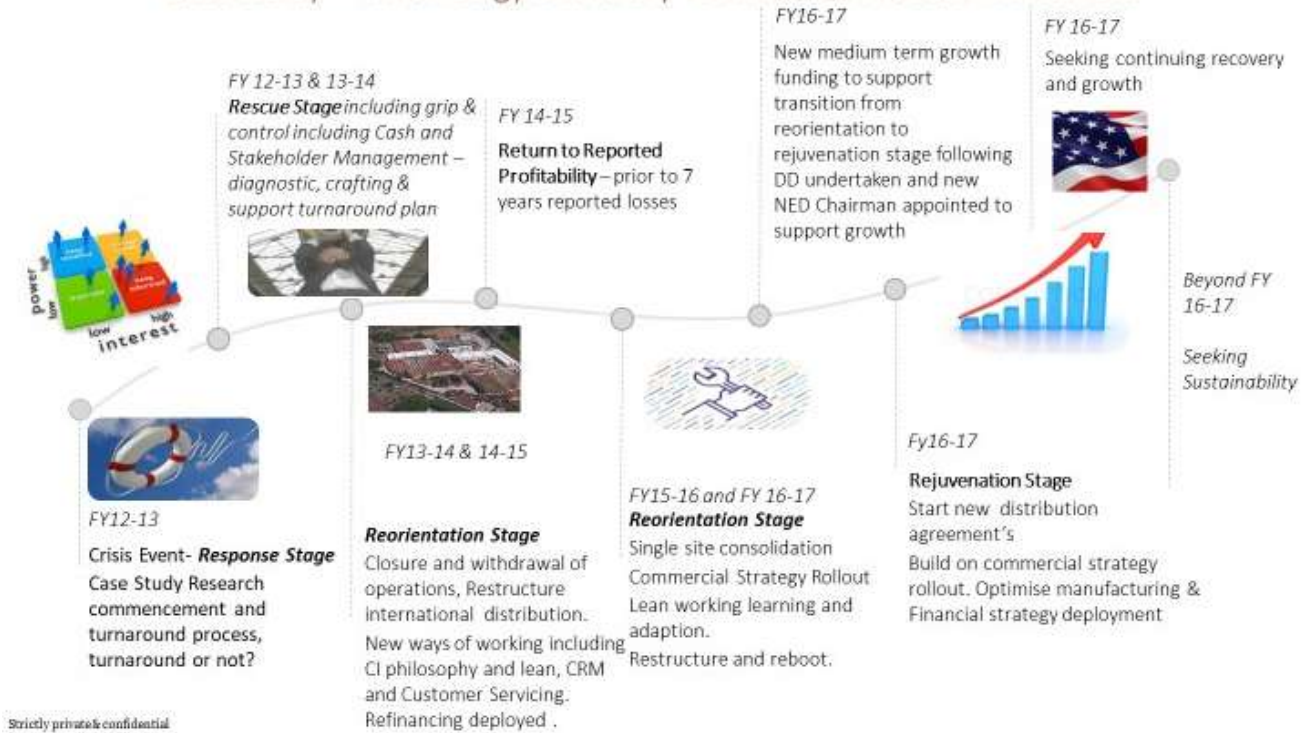 FY12-13
Crisis Event- Response Stage
Case Study Research
commencement and
turnaround process,
turnaround or not?
power
low
low
high
interest
FY 12-13 & 13-14
Rescue Stage including grip &
control including Cash and
Stakeholder Management –
diagnostic, crafting &
support turnaround plan
FY13-14 & 14-15
Reorientation Stage
Closure and withdrawal of
operations, Restructure
international distribution.
New ways of working including
CI philosophy and lean, CRM
and Customer Servicing.
Refinancing deployed .
FY 14-15
Return to Reported
Profitability – prior to 7
years reported losses
FY15-16 and FY 16-17
Reorientation Stage
Single site consolidation
Commercial Strategy Rollout
Lean working learning and
adaption.
Restructure and reboot.
FY16-17
New medium term growth
funding to support
transition from
reorientation to
rejuvenation stage following
DD undertaken and new
NED Chairman appointed to
support growth
Fy16-17
Rejuvenation Stage
Start new distribution
agreement's
Build on commercial strategy
rollout. Optimise manufacturing &
Financial strategy deployment
FY 16-17
Seeking continuing recovery
and growth
Beyond FY
16-17
Seeking
Sustainability
Strictly private & confidential